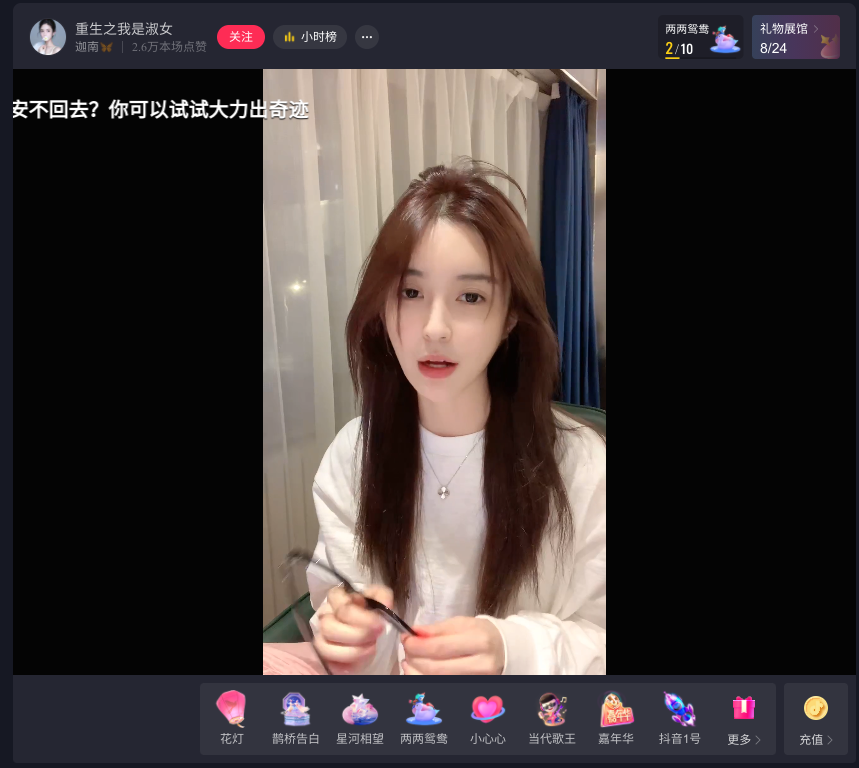 重生之我是淑女
迦南🦋 | 2.6万本场点赞
关注
小时榜
两两鸳鸯
2/10
礼物展馆
8/24
安不回去？你可以试试大力出奇迹
花灯
鹊桥告白
星河相望
两两鸳鸯
小心心
当代歌王
嘉年华
嘉年华
抖音1号
更多
充值